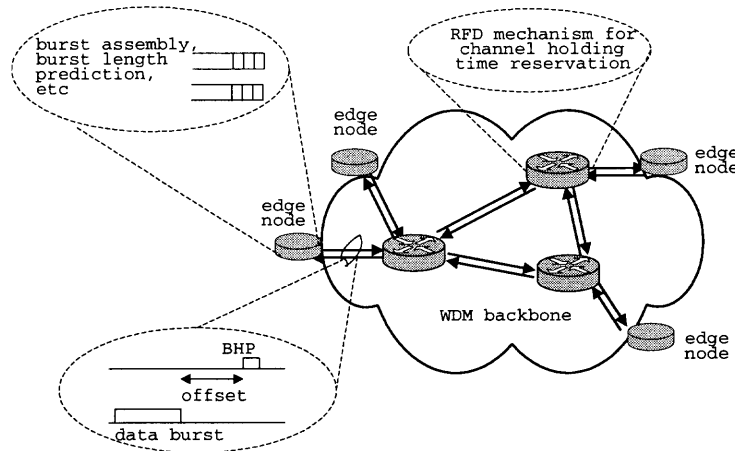 burst assembly,
burst length
prediction,
etc
RFD mechanism for
channel holding
time reservation
edge
node
edge
node
edge
node
WDM backbone
edge
node
BHP
offset
data burst